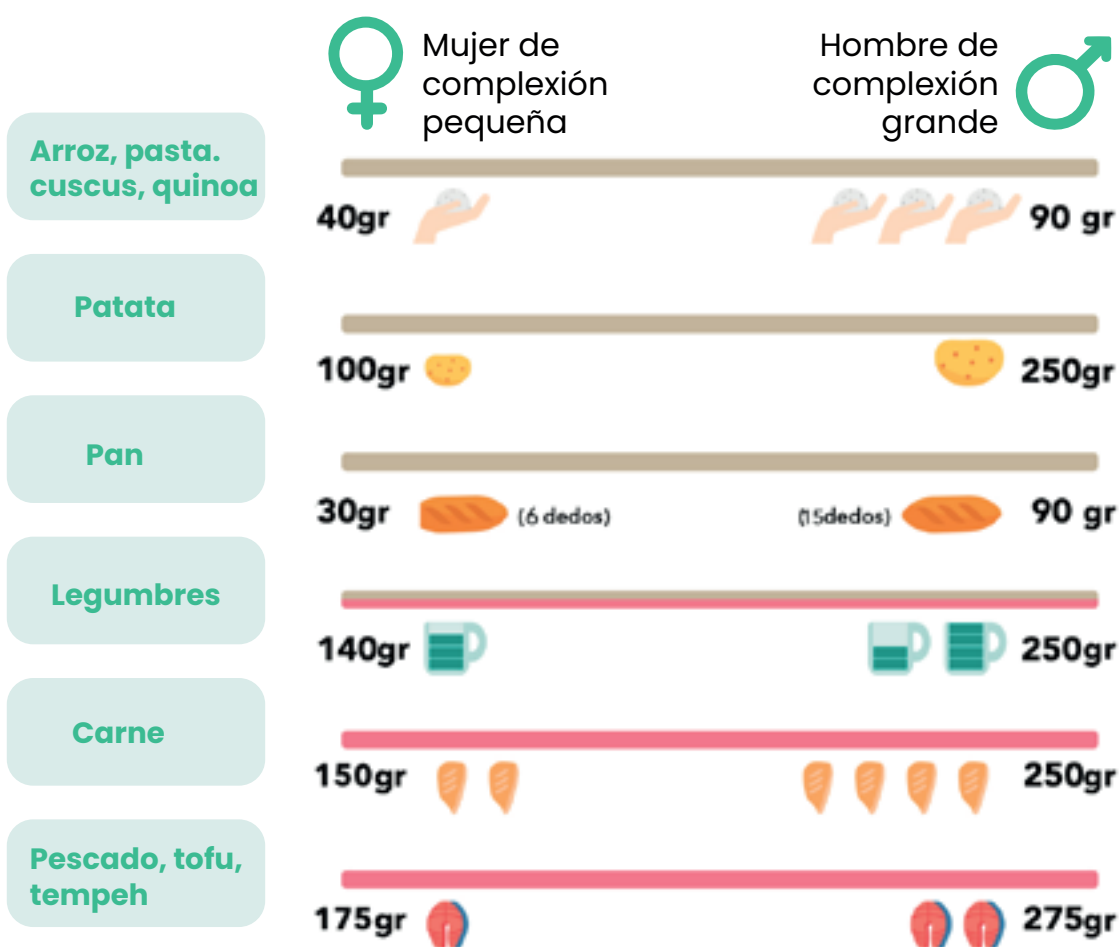 Mujer de
complexión
pequeña
Hombre de
complexión
grande
Arroz, pasta.
cuscus, quinoa
40gr
90 gr
Patata
100gr
250gr
Pan
30gr
(6 dedos)
(15dedos)
90 gr
Legumbres
140gr
250gr
Carne
150gr
250gr
Pescado, tofu,
tempeh
175gr
275gr